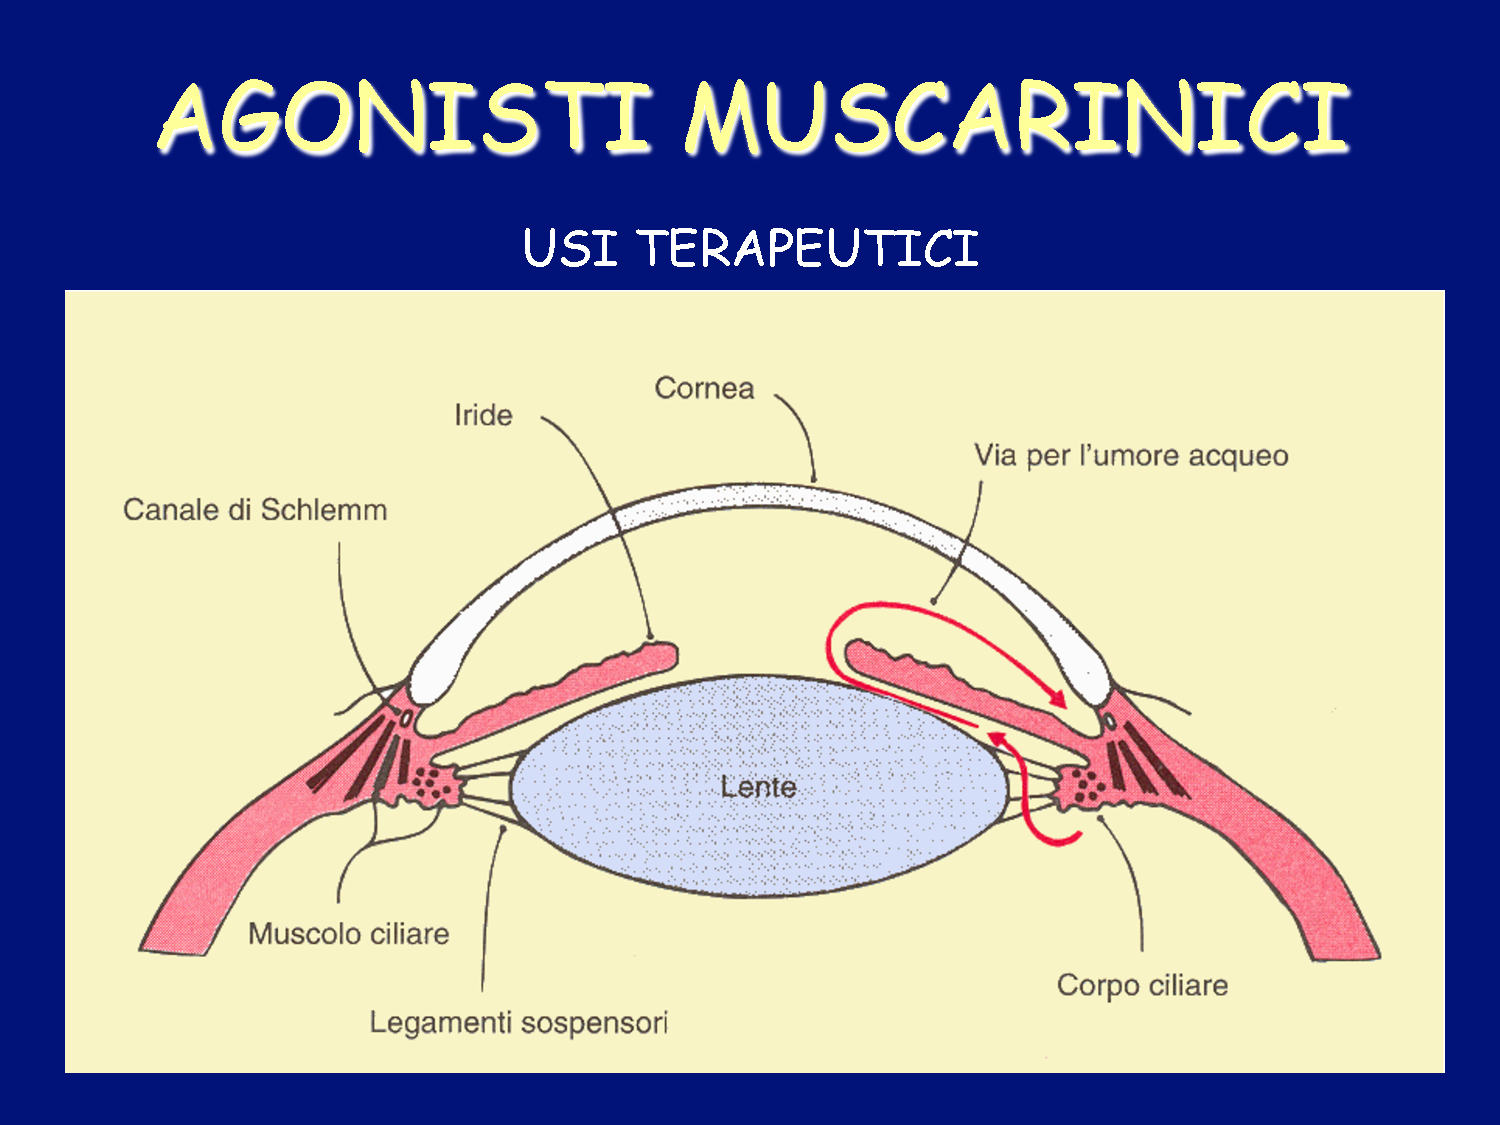 AGONISTI MUSCARINICI
USI TERAPEUTICI
Cornea
Iride
Via per l'umore acqueo
Canale di Schlemm
Lente
Muscolo ciliare
Corpo ciliare
Legamenti sospensori